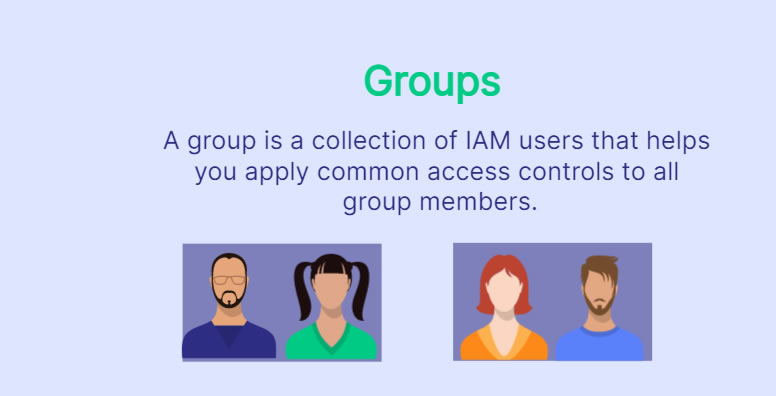 Groups
A group is a collection of IAM users that helps
you apply common access controls to all
group members.